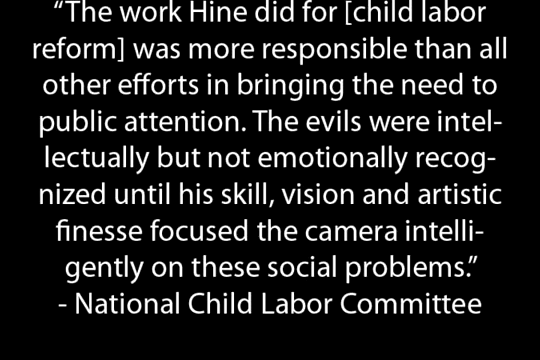 “The work Hine did for [child labor
reform] was more responsible than all
other efforts in bringing the need to
public attention. The evils were intel-
lectually but not emotionally recog-
nized until his skill, vision and artistic
finesse focused the camera intelli-
gently on these social problems.”
- National Child Labor Committee